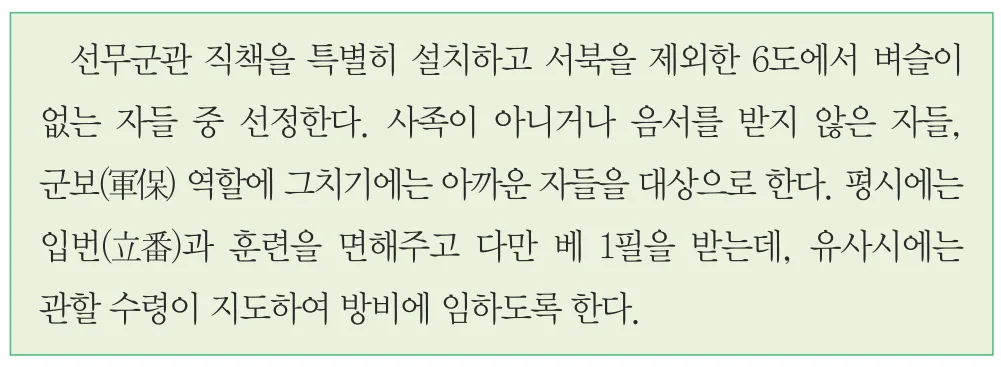 선무군관 직책을 특별히 설치하고 서북을 제외한 6도에서 벼슬이
없는 자들 중 선정한다. 사족이 아니거나 음서를 받지 않은 자들,
군보(軍保) 역할에 그치기에는 아까운 자들을 대상으로 한다. 평시에는
입번(立番)과 훈련을 면해주고 다만 베 1필을 받는데, 유사시에는
관할 수령이 지도하여 방비에 임하도록 한다.